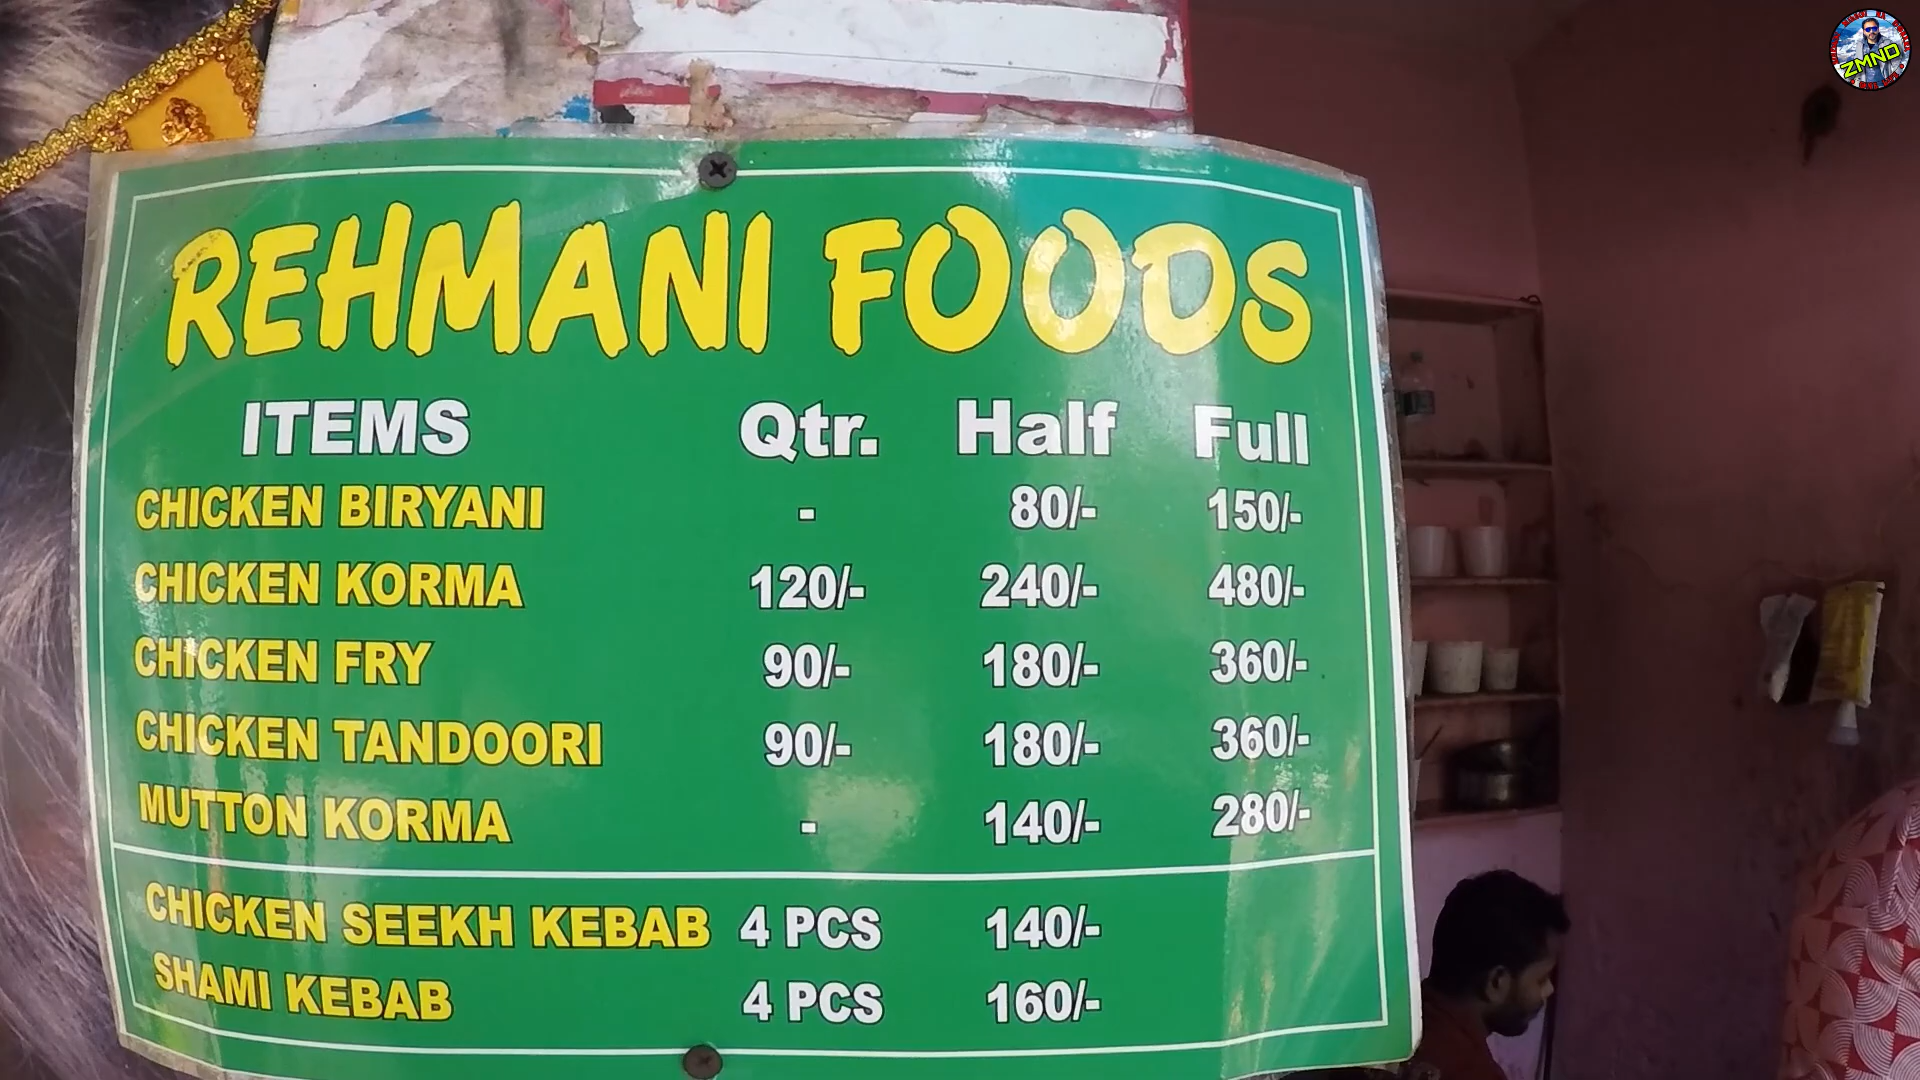 ZMND
REHMANI FOODS
ITEMS Qtr. Half Full
CHICKEN BIRYANI - 80/- 150/-
CHICKEN KORMA 120/- 240/- 480/-
CHICKEN FRY 90/- 180/- 360/-
CHICKEN TANDOORI 90/- 180/- 360/-
MUTTON KORMA - 140/- 280/-
CHICKEN SEEKH KEBAB 4 PCS 140/-
SHAMI KEBAB 4 PCS 160/-